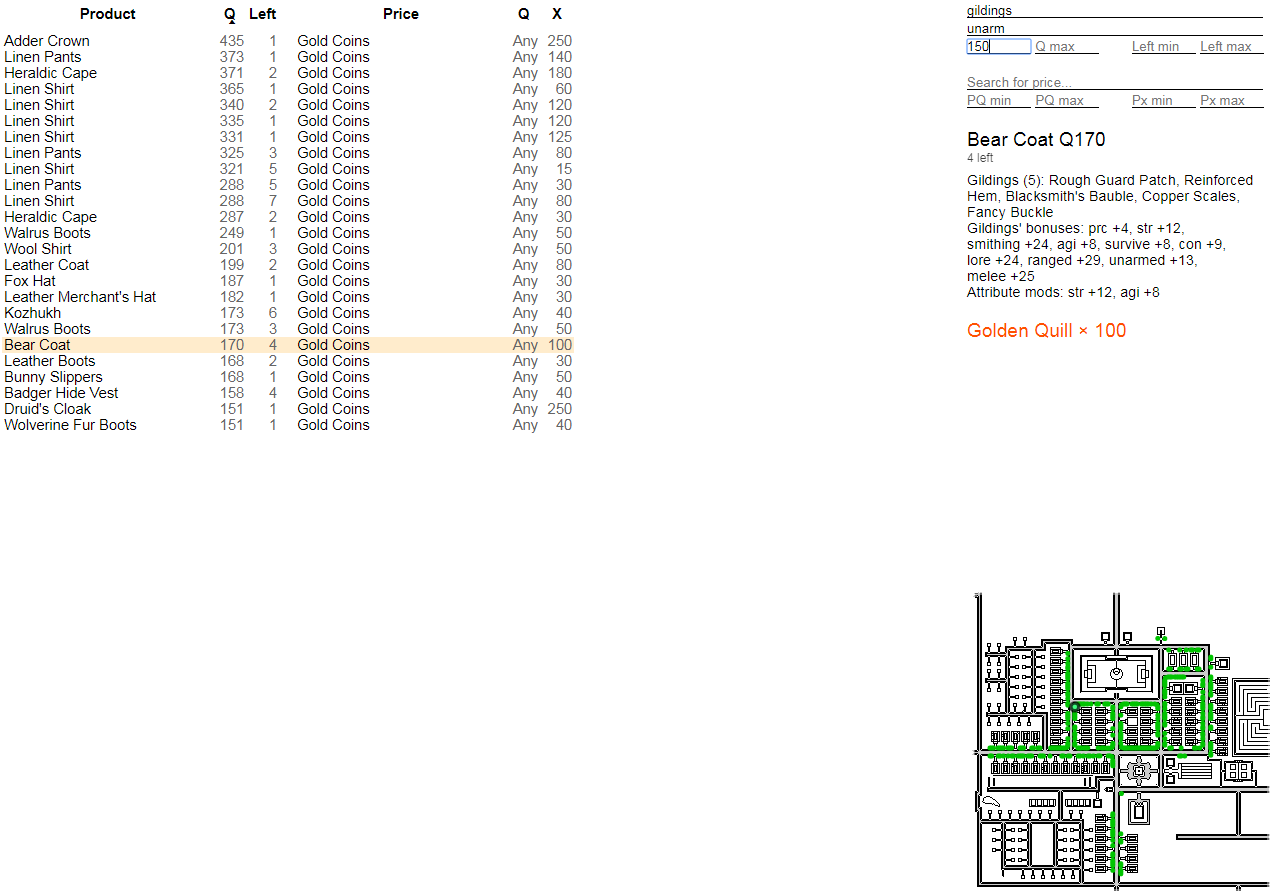 Product Q Left Price Q X
Adder Crown 435 1 Gold Coins Any 250
Linen Pants 373 1 Gold Coins Any 140
Heraldic Cape 371 2 Gold Coins Any 180
Linen Shirt 365 1 Gold Coins Any 60
Linen Shirt 340 2 Gold Coins Any 120
Linen Shirt 335 1 Gold Coins Any 120
Linen Shirt 331 1 Gold Coins Any 125
Linen Pants 325 3 Gold Coins Any 80
Linen Shirt 321 5 Gold Coins Any 15
Linen Pants 288 5 Gold Coins Any 30
Linen Shirt 288 7 Gold Coins Any 80
Heraldic Cape 287 2 Gold Coins Any 30
Walrus Boots 249 1 Gold Coins Any 50
Wool Shirt 201 3 Gold Coins Any 50
Leather Coat 199 2 Gold Coins Any 80
Fox Hat 187 1 Gold Coins Any 30
Leather Merchant's Hat 182 1 Gold Coins Any 30
Kozhukh 173 6 Gold Coins Any 40
Walrus Boots 173 3 Gold Coins Any 50
Bear Coat 170 4 Gold Coins Any 100
Leather Boots 168 2 Gold Coins Any 30
Bunny Slippers 168 1 Gold Coins Any 50
Badger Hide Vest 158 4 Gold Coins Any 40
Druid's Cloak 151 1 Gold Coins Any 250
Wolverine Fur Boots 151 1 Gold Coins Any 40
gildings
unarm
150 Q max Left min Left max
Search for price...
PQ min PQ max Px min Px max
Bear Coat Q170
4 left
Gildings (5): Rough Guard Patch, Reinforced
Hem, Blacksmith's Bauble, Copper Scales,
Fancy Buckle
Gildings' bonuses: prc +4, str +12,
smithing +24, agi +8, survive +8, con +9,
lore +24, ranged +29, unarmed +13,
melee +25
Attribute mods: str +12, agi +8
Golden Quill × 100